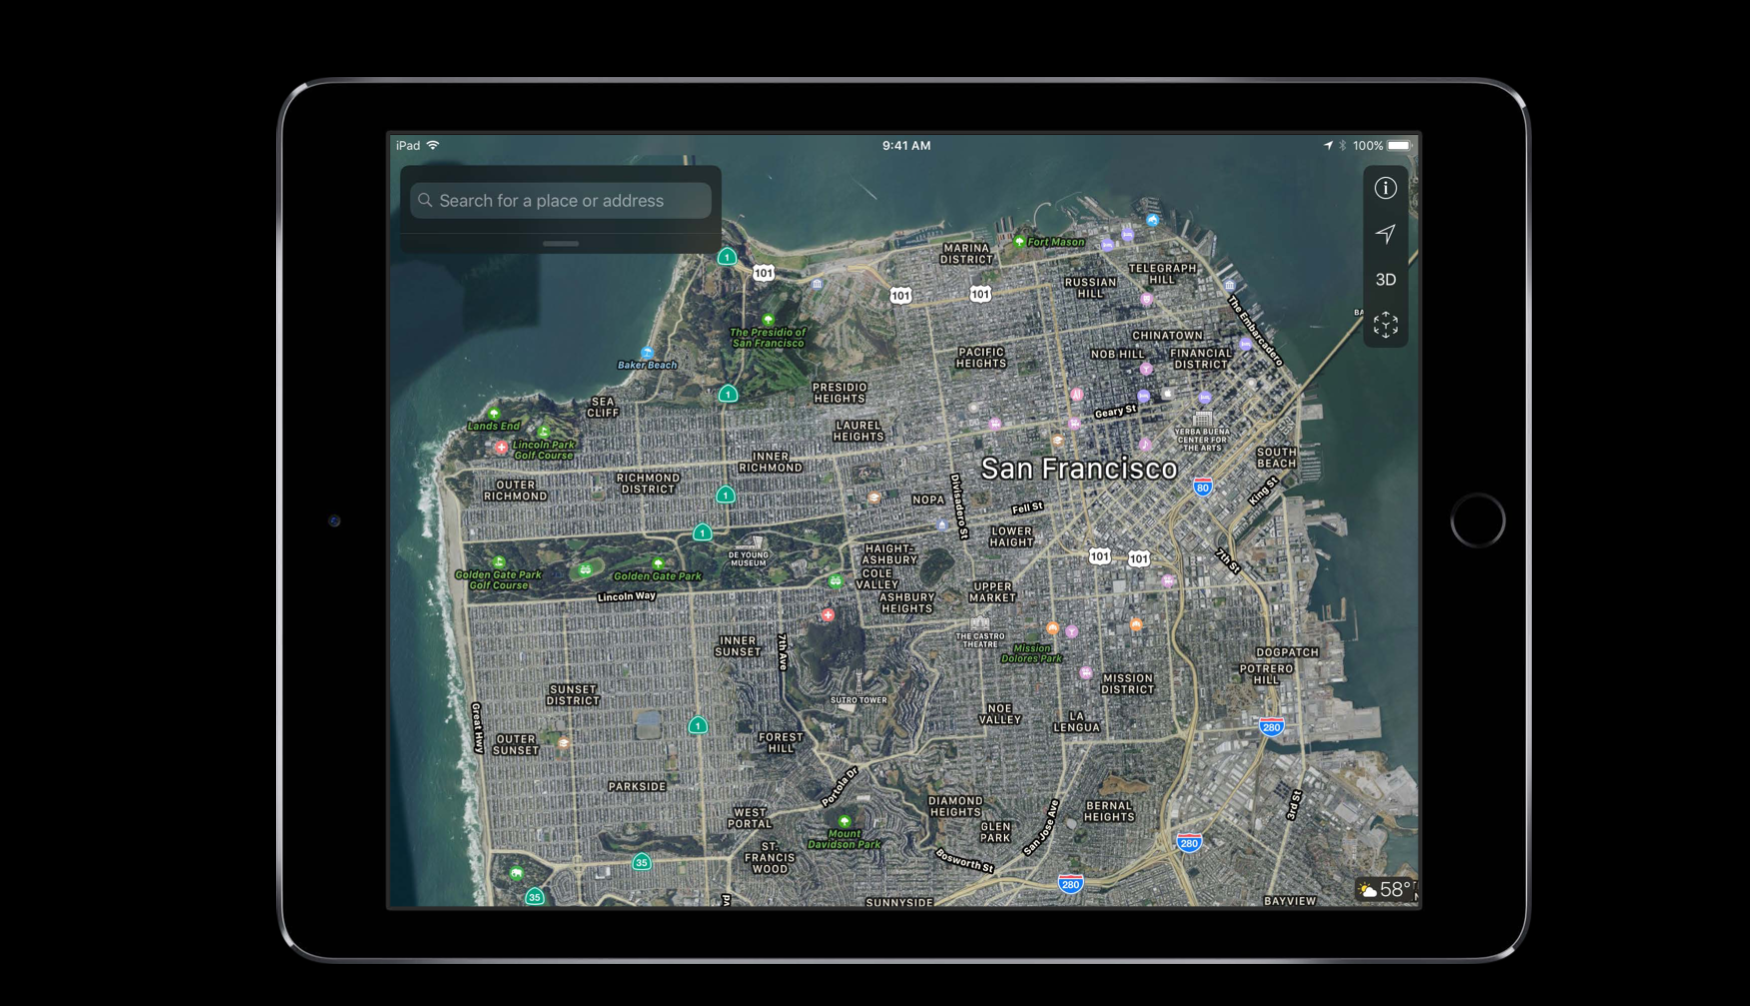 iPad
9:41 AM
100%
Search for a place or address
3D
MARINA
DISTRICT
Fort Mason
TELEGRAPH
HILL
RUSSIAN
HILL
1
101
101
101
The Embarcadero
BA
The Presidio of
San Francisco
Baker Beach
CHINATOWN
NOB HILL
FINANCIAL
DISTRICT
PACIFIC
HEIGHTS
PRESIDIO
HEIGHTS
1
SEA
CLIFF
Geary St
Lands End
Lincoln Park
Golf Course
LAUREL
HEIGHTS
YERBA BUENA
CENTER FOR
THE ARTS
San Francisco
SOUTH
BEACH
INNER
RICHMOND
RICHMOND
DISTRICT
OUTER
RICHMOND
1
NOPA
Divisadero St
Fell St
80
King St
1
LOWER
HAIGHT
DE YOUNG
MUSEUM
HAIGHT-
ASHBURY
COLE
VALLEY
101
101
7th St
Golden Gate Park
Golf Course
Golden Gate Park
Lincoln Way
ASHBURY
HEIGHTS
UPPER
MARKET
INNER
SUNSET
7th Ave
THE CASTRO
THEATRE
Mission
Dolores Park
DOGPATCH
POTRERO
HILL
MISSION
DISTRICT
SUNSET
DISTRICT
SUTRO TOWER
NOE
VALLEY
LA
LENGUA
Great Hwy
OUTER
SUNSET
1
FOREST
HILL
280
PARKSIDE
Portola Dr
DIAMOND
HEIGHTS
BERNAL
HEIGHTS
3rd St
WEST
PORTAL
Mount
Davidson Park
GLEN
PARK
San Jose Ave
280
ST.
FRANCIS
WOOD
35
Bosworth St
280
35
SUNNYSIDE
BAYVIEW
58°